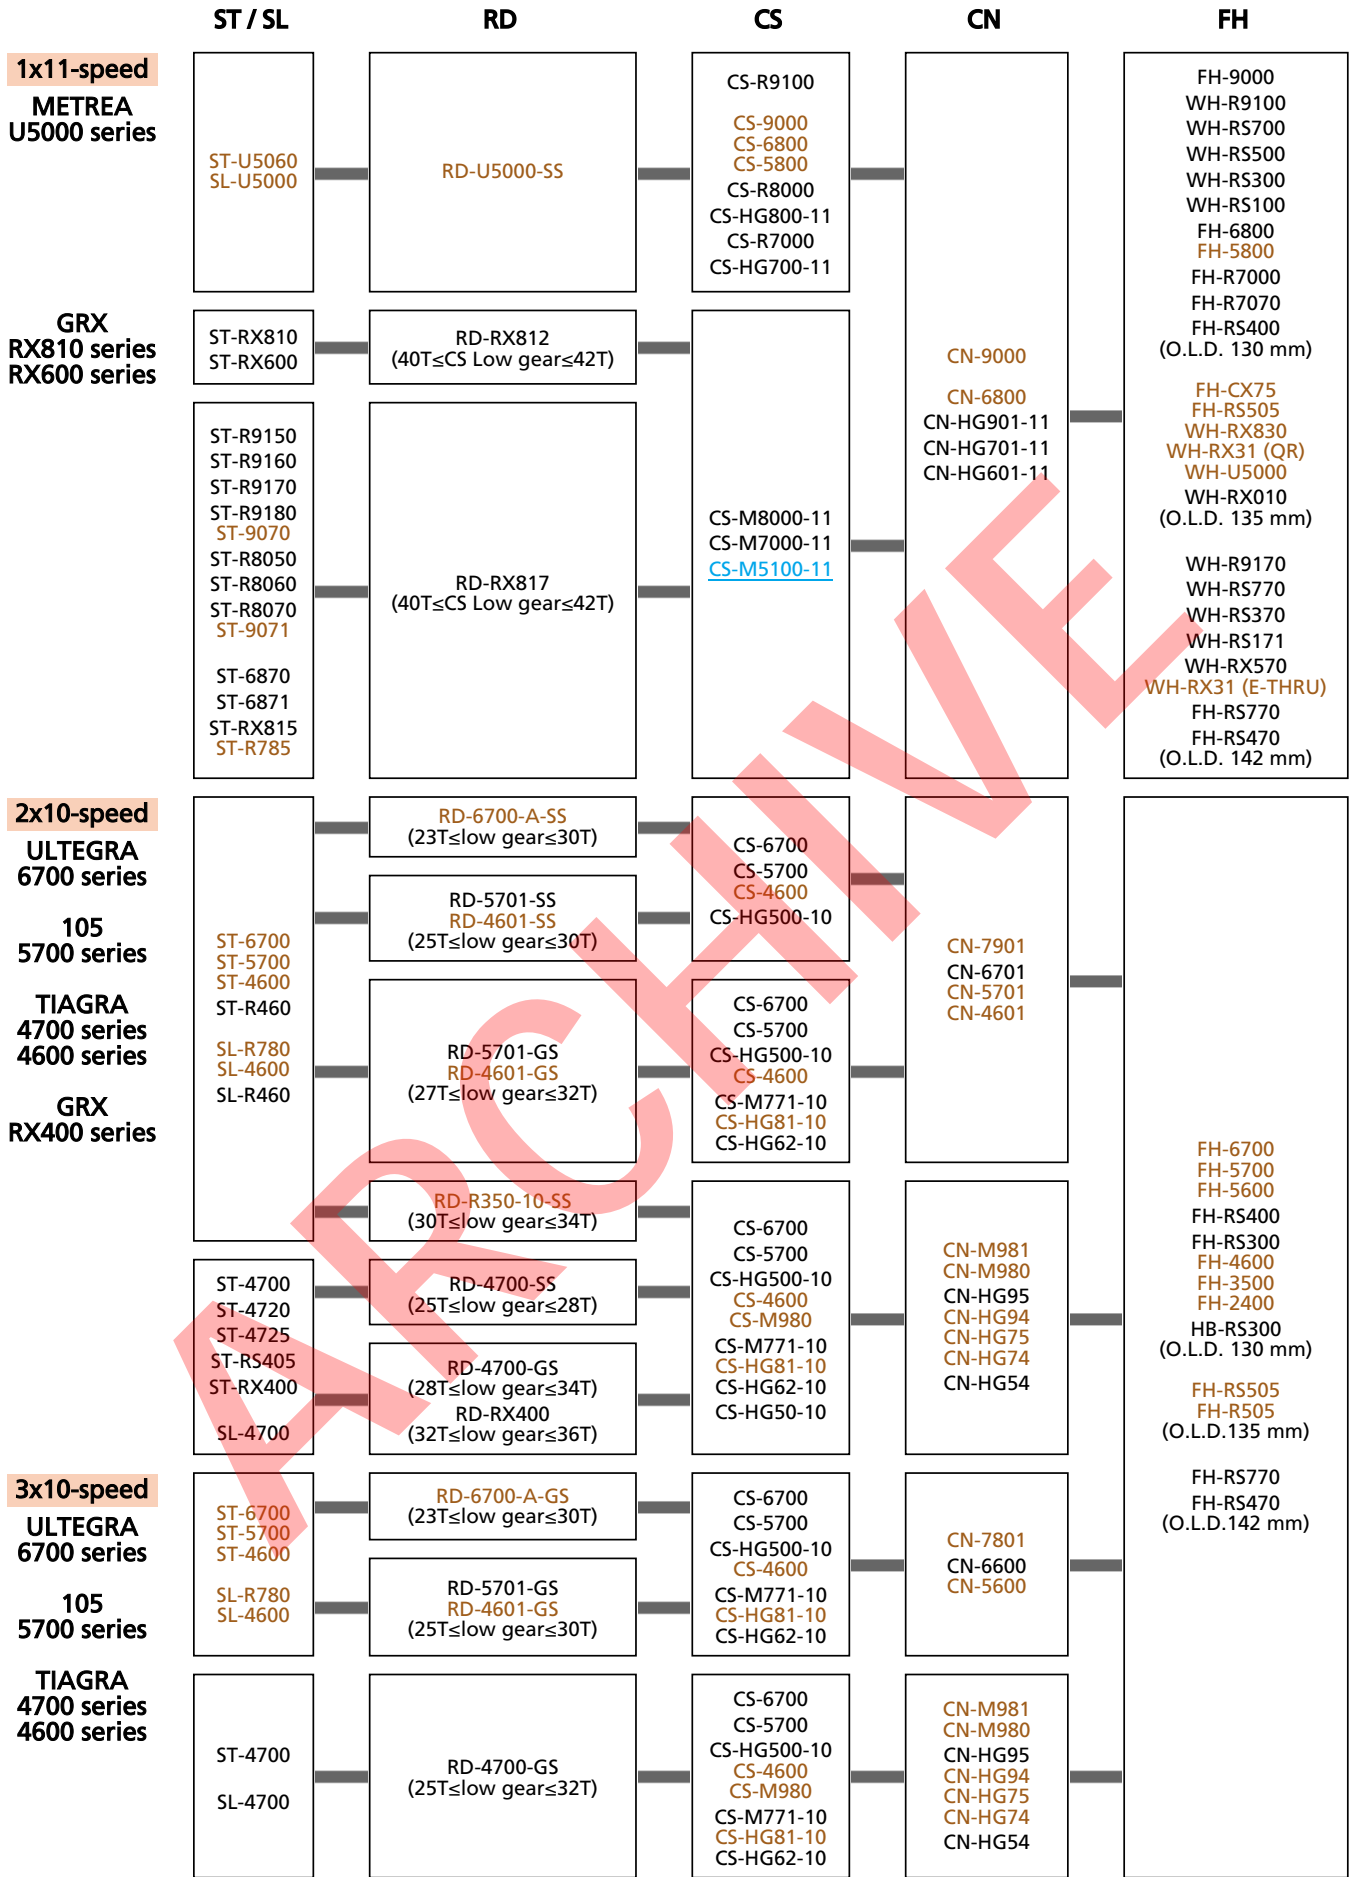 ST / SL
RD
CS
CN
FH
1x11-speed
METREA
U5000 series
ST-U5060
SL-U5000
RD-U5000-SS
CS-R9100
CS-9000
CS-6800
CS-5800
CS-R8000
CS-HG800-11
CS-R7000
CS-HG700-11
GRX
RX810 series
RX600 series
ST-RX810
ST-RX600
RD-RX812
(40T≤CS Low gear≤42T)
ST-R9150
ST-R9160
ST-R9170
ST-R9180
ST-9070
ST-R8050
ST-R8060
ST-R8070
ST-9071
ST-6870
ST-6871
ST-RX815
ST-R785
RD-RX817
(40T≤CS Low gear≤42T)
CS-M8000-11
CS-M7000-11
CS-M5100-11
CN-9000
CN-6800
CN-HG901-11
CN-HG701-11
CN-HG601-11
FH-9000
WH-R9100
WH-RS700
WH-RS500
WH-RS300
WH-RS100
FH-6800
FH-5800
FH-R7000
FH-R7070
FH-RS400
(O.L.D. 130 mm)
FH-CX75
FH-RS505
WH-RX830
WH-RX31 (QR)
WH-U5000
WH-RX010
(O.L.D. 135 mm)
WH-R9170
WH-RS770
WH-RS370
WH-RS171
WH-RX570
WH-RX31 (E-THRU)
FH-RS770
FH-RS470
(O.L.D. 142 mm)
2x10-speed
ULTEGRA
6700 series
105
5700 series
TIAGRA
4700 series
4600 series
GRX
RX400 series
ST-6700
ST-5700
ST-4600
ST-R460
SL-R780
SL-4600
SL-R460
RD-6700-A-SS
(23T≤low gear≤30T)
RD-5701-SS
RD-4601-SS
(25T≤low gear≤30T)
CS-6700
CS-5700
CS-4600
CS-HG500-10
RD-5701-GS
RD-4601-GS
(27T≤low gear≤32T)
CS-6700
CS-5700
CS-HG500-10
CS-4600
CS-M771-10
CS-HG81-10
CS-HG62-10
CN-7901
CN-6701
CN-5701
CN-4601
RD-R350-10-SS
(30T≤low gear≤34T)
ST-4700
ST-4720
ST-4725
ST-RS405
ST-RX400
SL-4700
RD-4700-SS
(25T≤low gear≤28T)
RD-4700-GS
(28T≤low gear≤34T)
RD-RX400
(32T≤low gear≤36T)
CS-6700
CS-5700
CS-HG500-10
CS-4600
CS-M980
CS-M771-10
CS-HG81-10
CS-HG62-10
CS-HG50-10
CN-M981
CN-M980
CN-HG95
CN-HG94
CN-HG75
CN-HG74
CN-HG54
FH-6700
FH-5700
FH-5600
FH-RS400
FH-RS300
FH-4600
FH-3500
FH-2400
HB-RS300
(O.L.D. 130 mm)
FH-RS505
FH-R505
(O.L.D.135 mm)
FH-RS770
FH-RS470
(O.L.D.142 mm)
3x10-speed
ULTEGRA
6700 series
105
5700 series
TIAGRA
4700 series
4600 series
ST-6700
ST-5700
ST-4600
SL-R780
SL-4600
RD-6700-A-GS
(23T≤low gear≤30T)
RD-5701-GS
RD-4601-GS
(25T≤low gear≤30T)
CS-6700
CS-5700
CS-HG500-10
CS-4600
CS-M771-10
CS-HG81-10
CS-HG62-10
CN-7801
CN-6600
CN-5600
ST-4700
SL-4700
RD-4700-GS
(25T≤low gear≤32T)
CS-6700
CS-5700
CS-HG500-10
CS-4600
CS-M980
CS-M771-10
CS-HG81-10
CS-HG62-10
CN-M981
CN-M980
CN-HG95
CN-HG94
CN-HG75
CN-HG74
CN-HG54
ARCHIVE